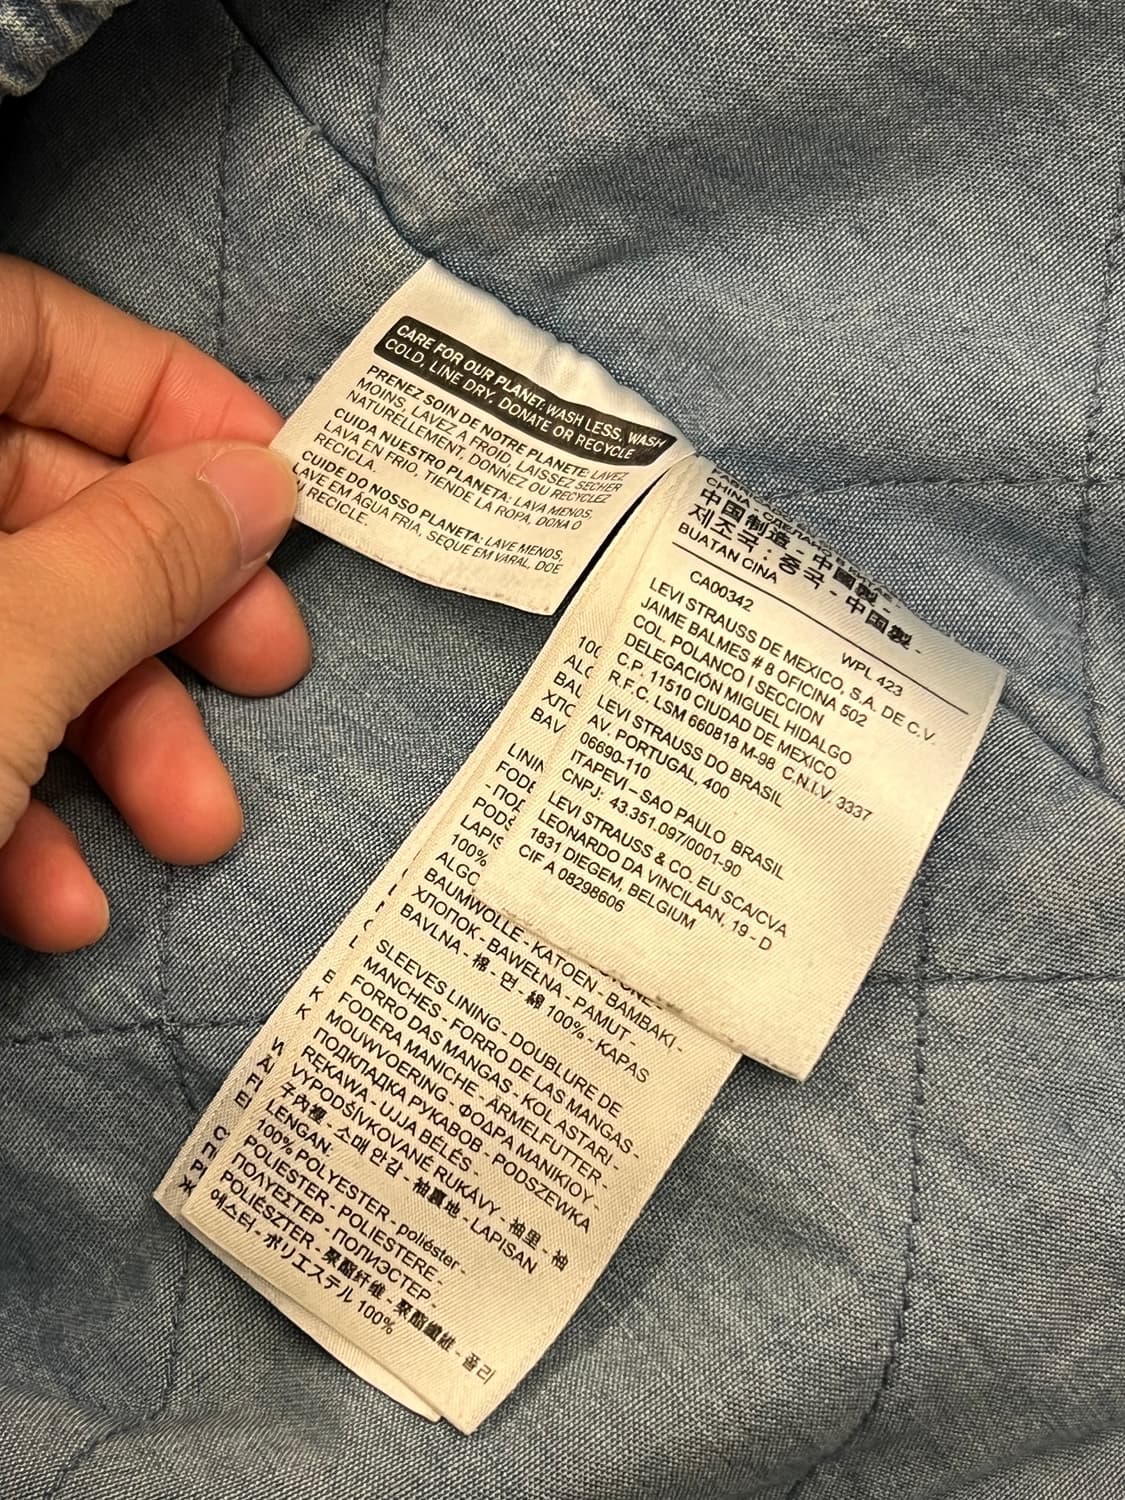 CARE FOR OUR PLANET: WASH LESS, WASH
COLD, LINE DRY, DONATE OR RECYCLE
PRENEZ SOIN DE NOTRE PLANETE: LAVEZ
MOINS, LAVEZ À FROID, LAISSEZ SÉCHER
NATURELLEMENT, DONNEZ OU RECYCLEZ
CUIDA NUESTRO PLANETA: LAVA MENOS,
LAVA EN FRIO, TIENDE LA ROPA, DONA O
RECICLA.
CUIDE DO NOSSO PLANETA: LAVE MENOS,
LAVE EM ÁGUA FRIA, SEQUE EM VARAL, DOE
RECICLE.
CHINA - СДЕЛАНО В КИТАЕ -
中国制造 - 中國製 -
제조국 : 중국 - 中国製 -
BUATAN CINA
CA00342 WPL 423
LEVI STRAUSS DE MEXICO, S.A. DE C.V.
JAIME BALMES # 8 OFICINA 502
COL. POLANCO I SECCION
DELEGACIÓN MIGUEL HIDALGO
C.P. 11510 CIUDAD DE MEXICO
R.F.C. LSM 660818 M-98 C.N.I.V. 3337
LEVI STRAUSS DO BRASIL
AV. PORTUGAL, 400
06690-110
ITAPEVI – SAO PAULO BRASIL
CNPJ: 43.351.097/0001-90
LEVI STRAUSS & CO. EU SCA/CVA
LEONARDO DA VINCILAAN, 19 - D
1831 DIEGEM, BELGIUM
CIF A 08298606
100%
BAUMWOLLE - KATOEN - BAMBAKI -
ХЛОПОК - BAWEŁNA - PAMUT -
BAVLNA - 棉 - 면 - 綿 100% - KAPAS
SLEEVES LINING - DOUBLURE DE
MANCHES - FORRO DE LAS MANGAS -
FORRO DAS MANGAS - KOL ASTARI -
FODERA MANICHE - ÄRMELFUTTER -
MOUWVOERING - ΦΟΔΡΑ ΜΑΝΙΚΙΟΥ -
ПОДКЛАДКА РУКАВОВ - PODSZEWKA
RĘKAWA - UJJA BÉLÉS -
VYPODŠÍVKOVANÉ RUKÁVY - 袖里 - 袖
子內裡 - 소매 안감 - 袖裏地 - LAPISAN
LENGAN:
100% POLYESTER - poliéster -
POLIESTER - POLIESTERE -
ΠΟΛΥΕΣΤΕΡ - ПОЛИЭСТЕР -
POLIÉSZTER - 聚酯纤维 - 聚酯纖維 - 폴리
에스터 - ポリエステル 100%